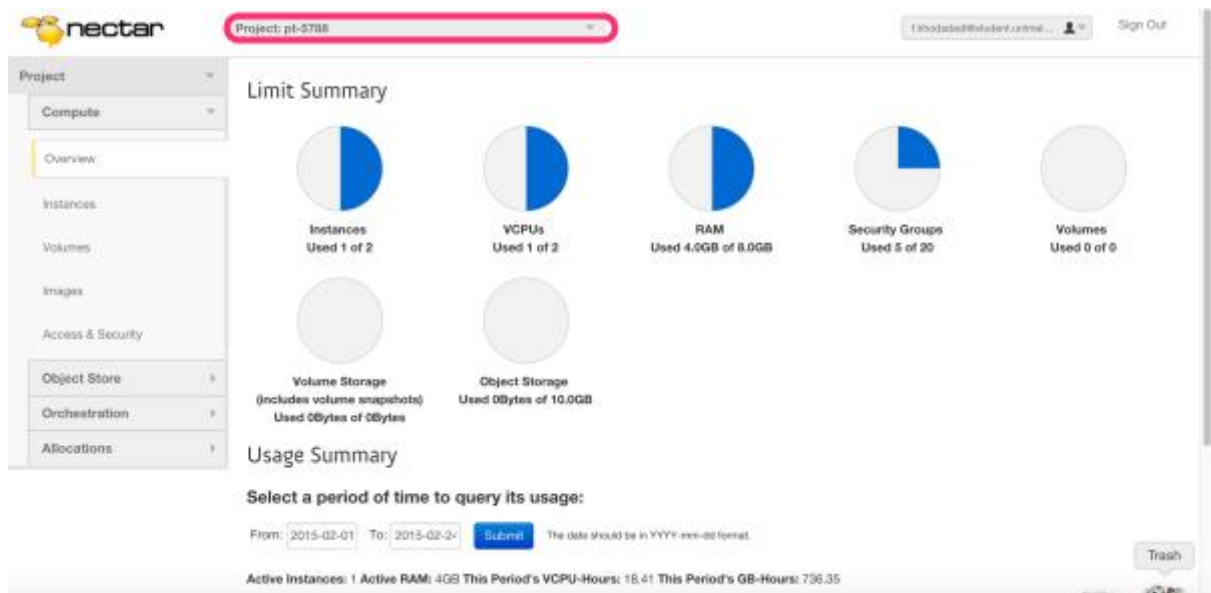 nectar
Project: pt-5788
Sign Out
Project
Compute
Overview
Instances
Volumes
Images
Access & Security
Object Store
Orchestration
Allocations
Limit Summary
Instances
Used 1 of 2
VCPUs
Used 1 of 2
RAM
Used 4.0GB of 8.0GB
Security Groups
Used 5 of 20
Volumes
Used 0 of 0
Volume Storage
(includes volume snapshots)
Used 0Bytes of 0Bytes
Object Storage
Used 0Bytes of 10.0GB
Usage Summary
Select a period of time to query its usage:
From: 2015-02-01 To: 2015-02-24 Submit The date should be in YYYY-mm-dd format.
Active Instances: 1 Active RAM: 4GB This Period's VCPU-Hours: 18.41 This Period's GB-Hours: 736.35
Trash